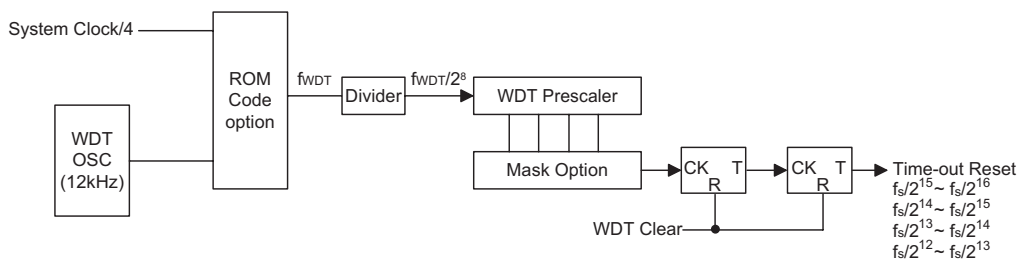 System Clock/4
ROM
Code
option
fWDT
Divider
fWDT/2⁸
WDT Prescaler
WDT
OSC
(12kHz)
Mask Option
CK T
R
CK T
R
Time-out Reset
fs/2¹⁵~ fs/2¹⁶
fs/2¹⁴~ fs/2¹⁵
fs/2¹³~ fs/2¹⁴
fs/2¹²~ fs/2¹³
WDT Clear